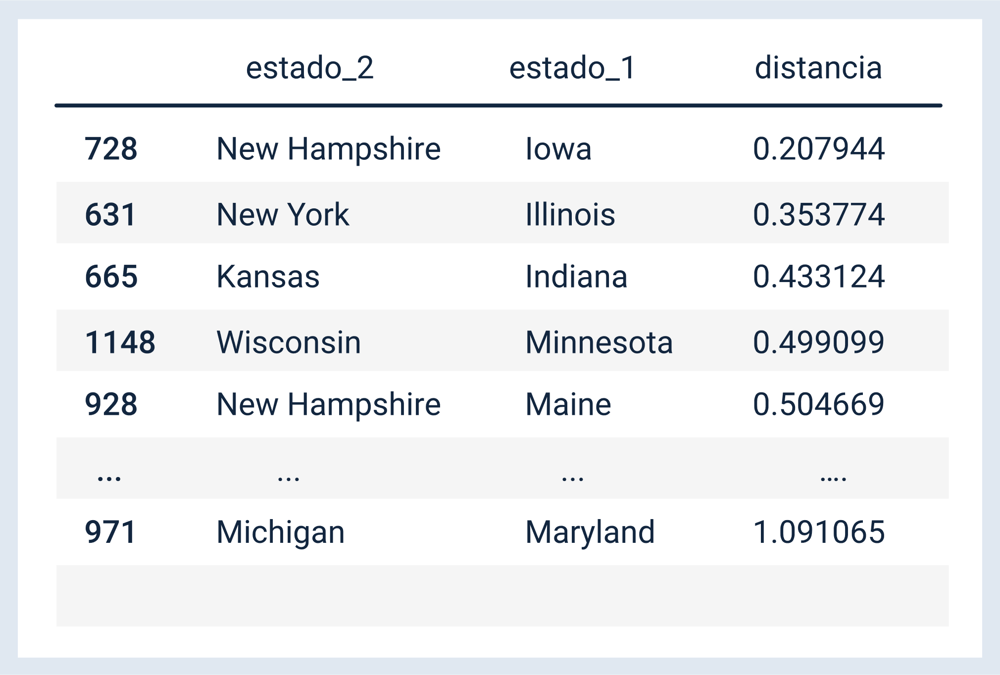 estado_2 estado_1 distancia
728 New Hampshire Iowa 0.207944
631 New York Illinois 0.353774
665 Kansas Indiana 0.433124
1148 Wisconsin Minnesota 0.499099
928 New Hampshire Maine 0.504669
... ... ... ....
971 Michigan Maryland 1.091065